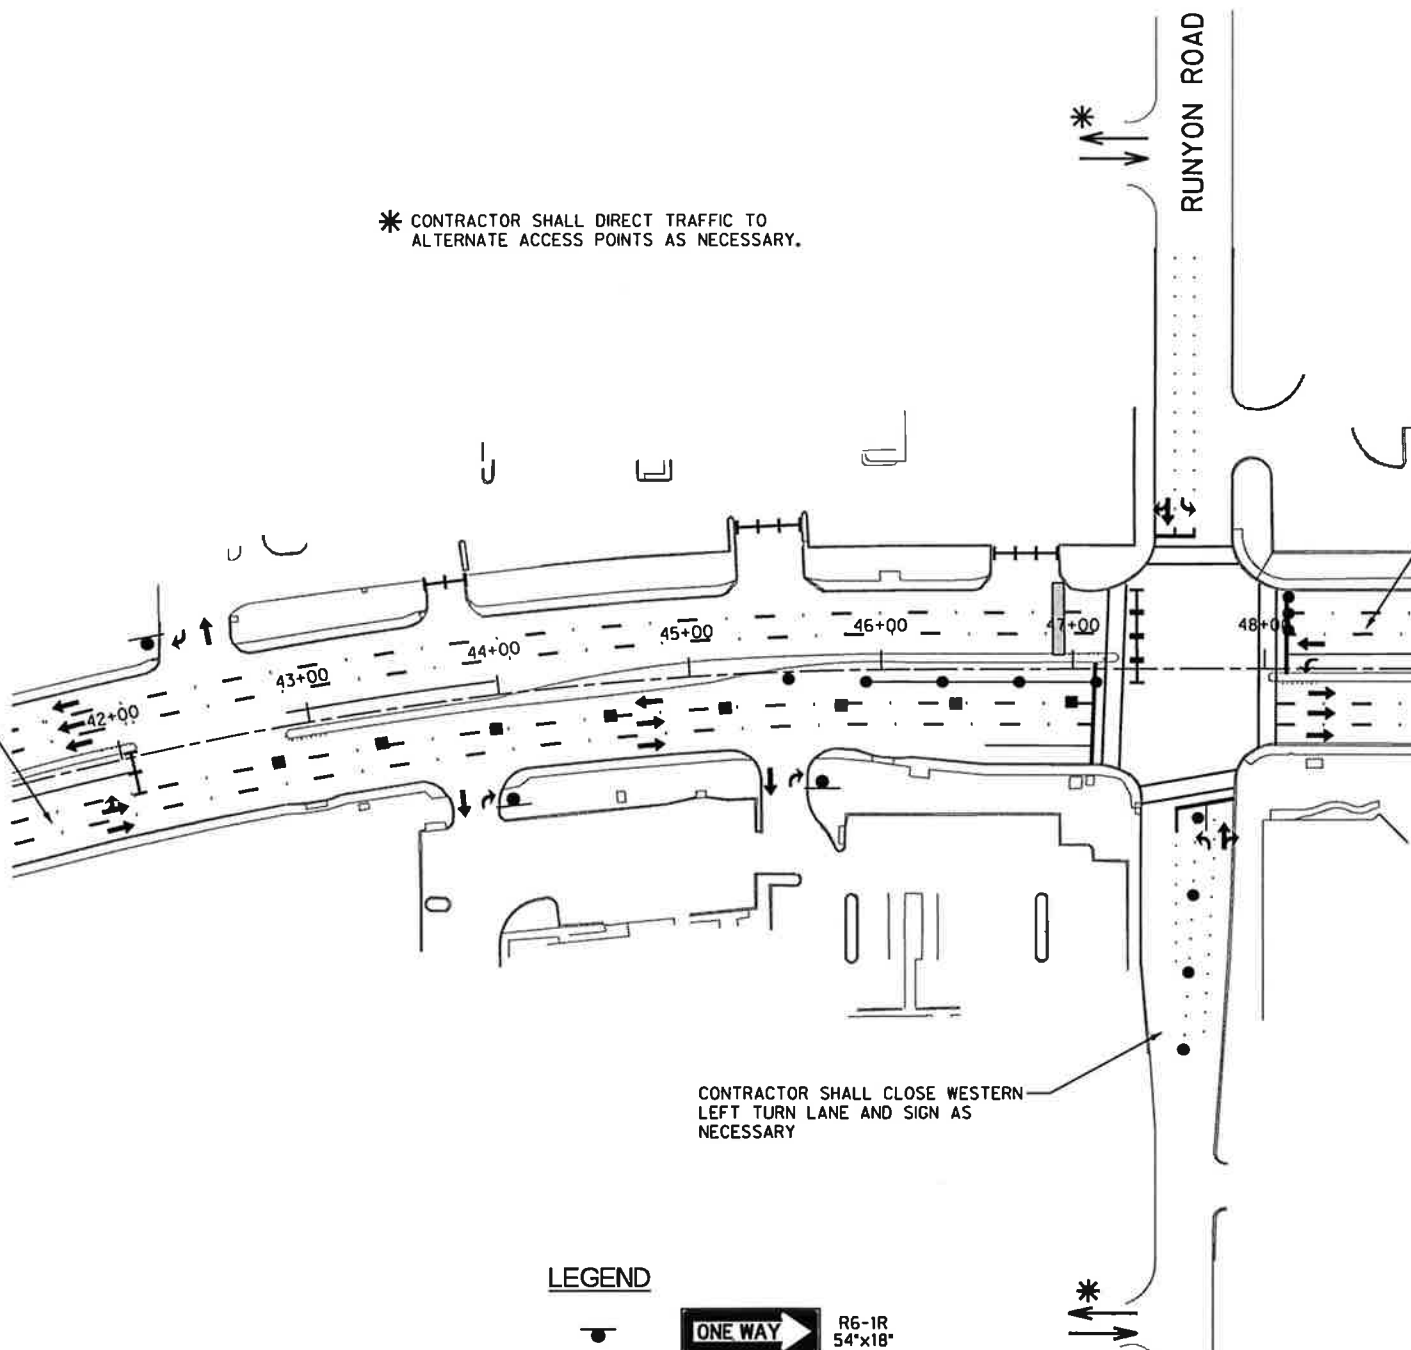 RUNYON ROAD
CONTRACTOR SHALL DIRECT TRAFFIC TO
ALTERNATE ACCESS POINTS AS NECESSARY.
42+00
43+00
44+00
45+00
46+00
47+00
48+00
CONTRACTOR SHALL CLOSE WESTERN
LEFT TURN LANE AND SIGN AS
NECESSARY
LEGEND
ONE WAY
R6-1R
54"x18"